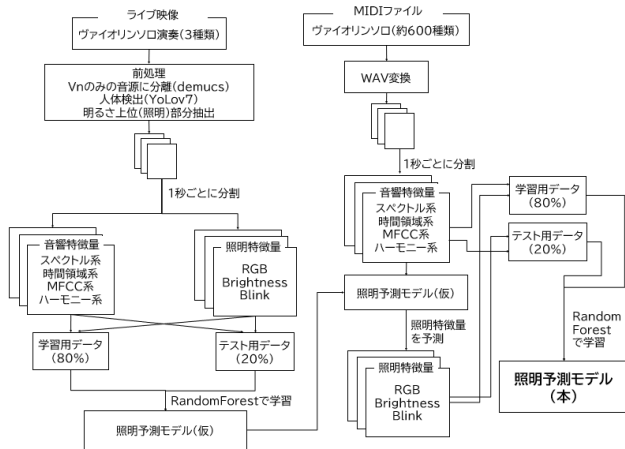 ライブ映像
ヴァイオリンソロ演奏(3種類)
前処理
Vnのみの音源に分離(demucs)
人体検出(YoLov7)
明るさ上位(照明)部分抽出
1秒ごとに分割
音響特徴量
スペクトル系
時間領域系
MFCC系
ハーモニー系
照明特徴量
RGB
Brightness
Blink
学習用データ
(80%)
テスト用データ
(20%)
RandomForestで学習
照明予測モデル(仮)
MIDIファイル
ヴァイオリンソロ(約600種類)
WAV変換
1秒ごとに分割
音響特徴量
スペクトル系
時間領域系
MFCC系
ハーモニー系
照明予測モデル(仮)
照明特徴量
を予測
照明特徴量
RGB
Brightness
Blink
学習用データ
(80%)
テスト用データ
(20%)
Random
Forest
で学習
照明予測モデル
(本)